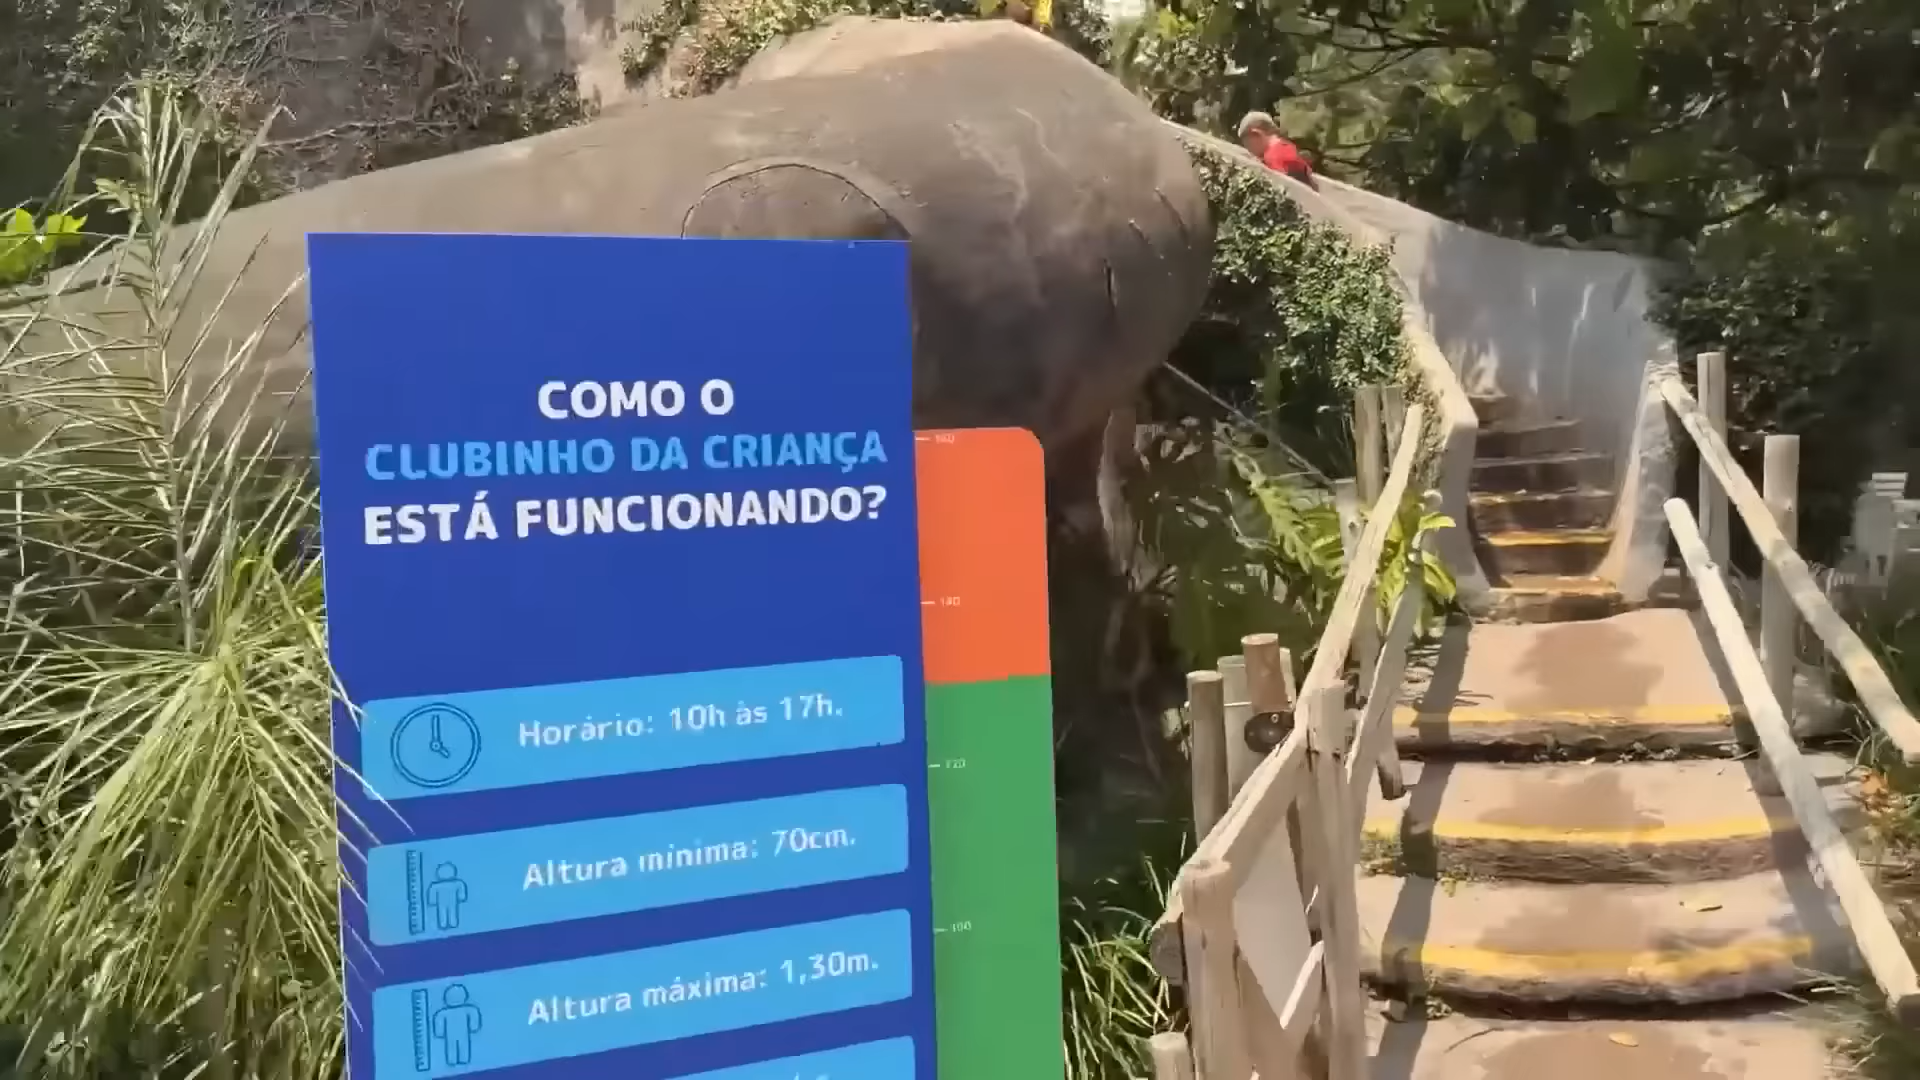 COMO O
CLUBINHO DA CRIANÇA
ESTÁ FUNCIONANDO?
Horário: 10h às 17h.
Altura mínima: 70cm.
Altura máxima: 1,30m.
140
120
100